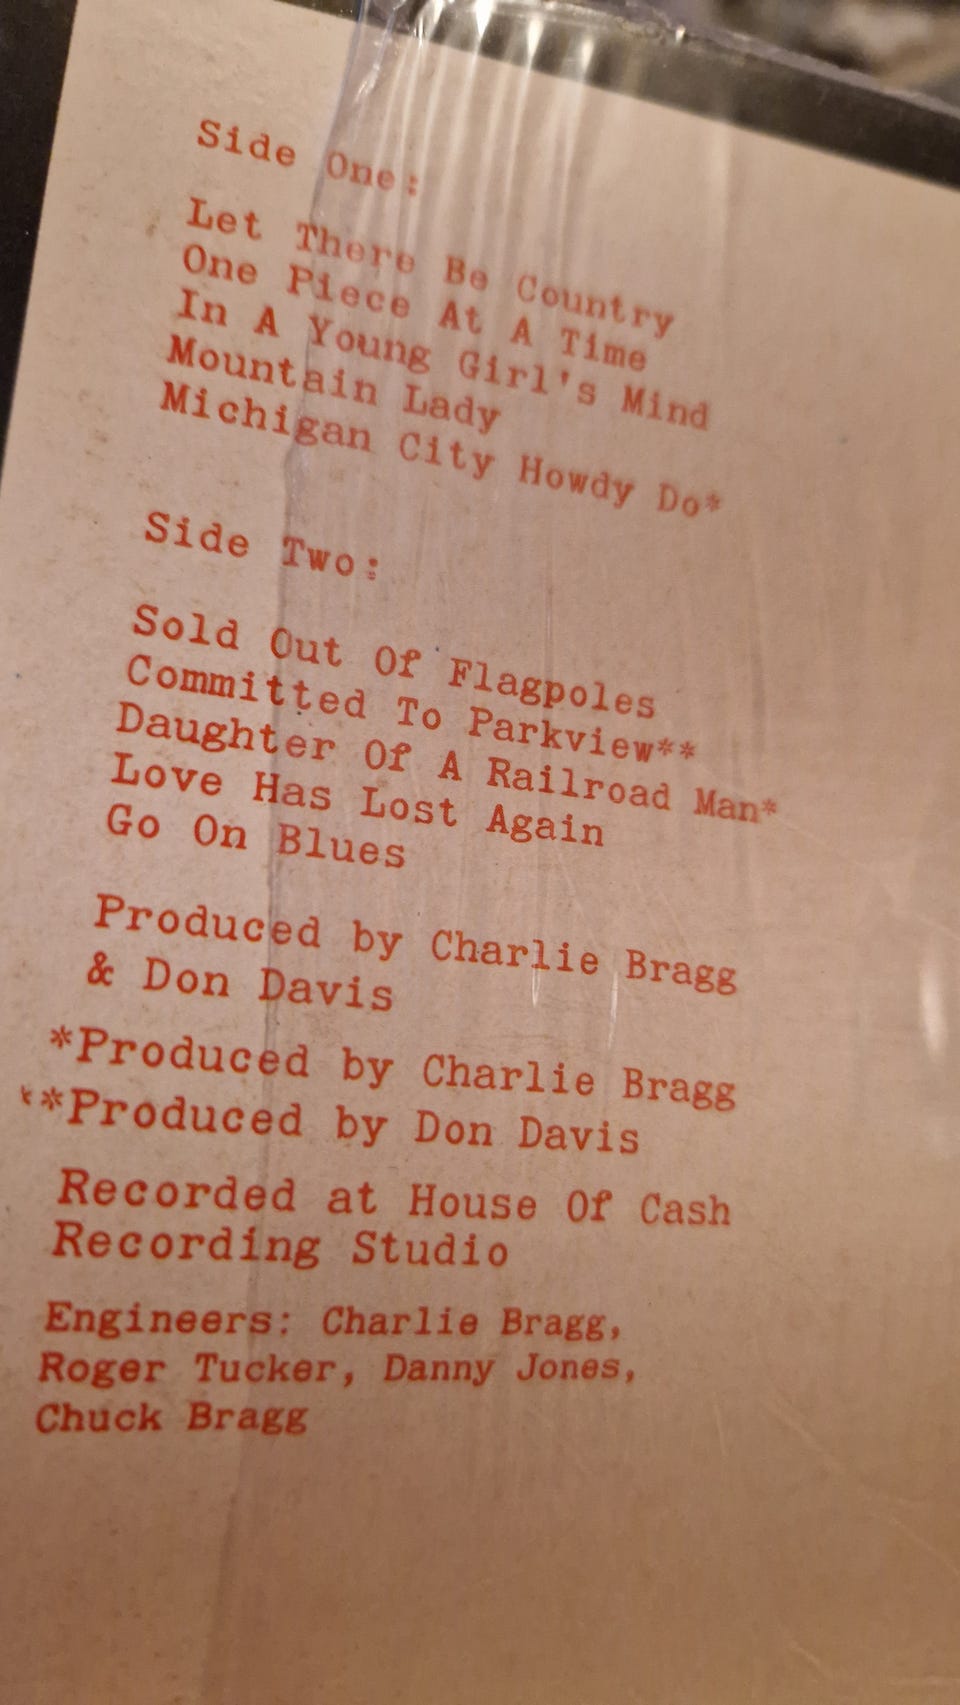 Side One:
Let There Be Country
One Piece At A Time
In A Young Girl's Mind
Mountain Lady
Michigan City Howdy Do*
Side Two:
Sold Out Of Flagpoles
Committed To Parkview**
Daughter Of A Railroad Man*
Love Has Lost Again
Go On Blues
Produced by Charlie Bragg
& Don Davis
*Produced by Charlie Bragg
**Produced by Don Davis
Recorded at House Of Cash
Recording Studio
Engineers: Charlie Bragg,
Roger Tucker, Danny Jones,
Chuck Bragg